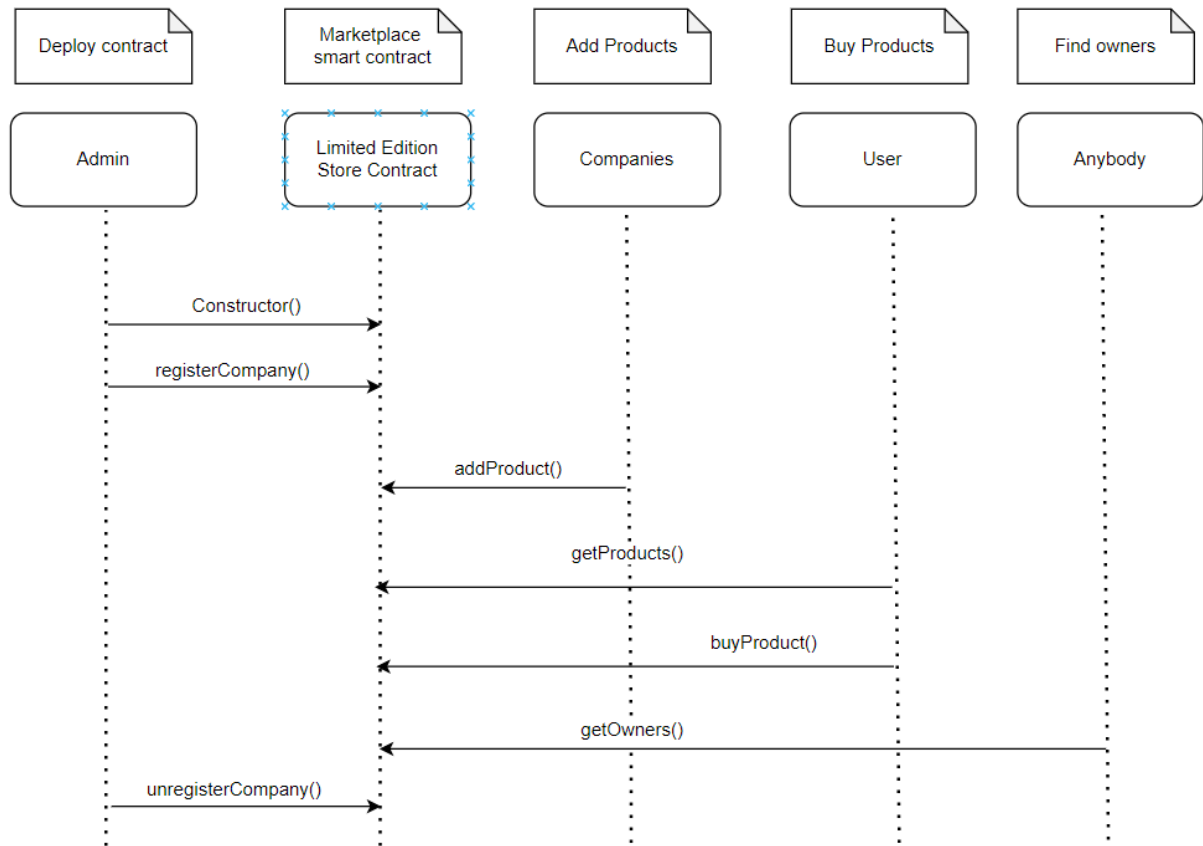 Deploy contract
Marketplace
smart contract
Add Products
Buy Products
Find owners
Admin
Limited Edition
Store Contract
Companies
User
Anybody
Constructor()
registerCompany()
addProduct()
getProducts()
buyProduct()
getOwners()
unregisterCompany()